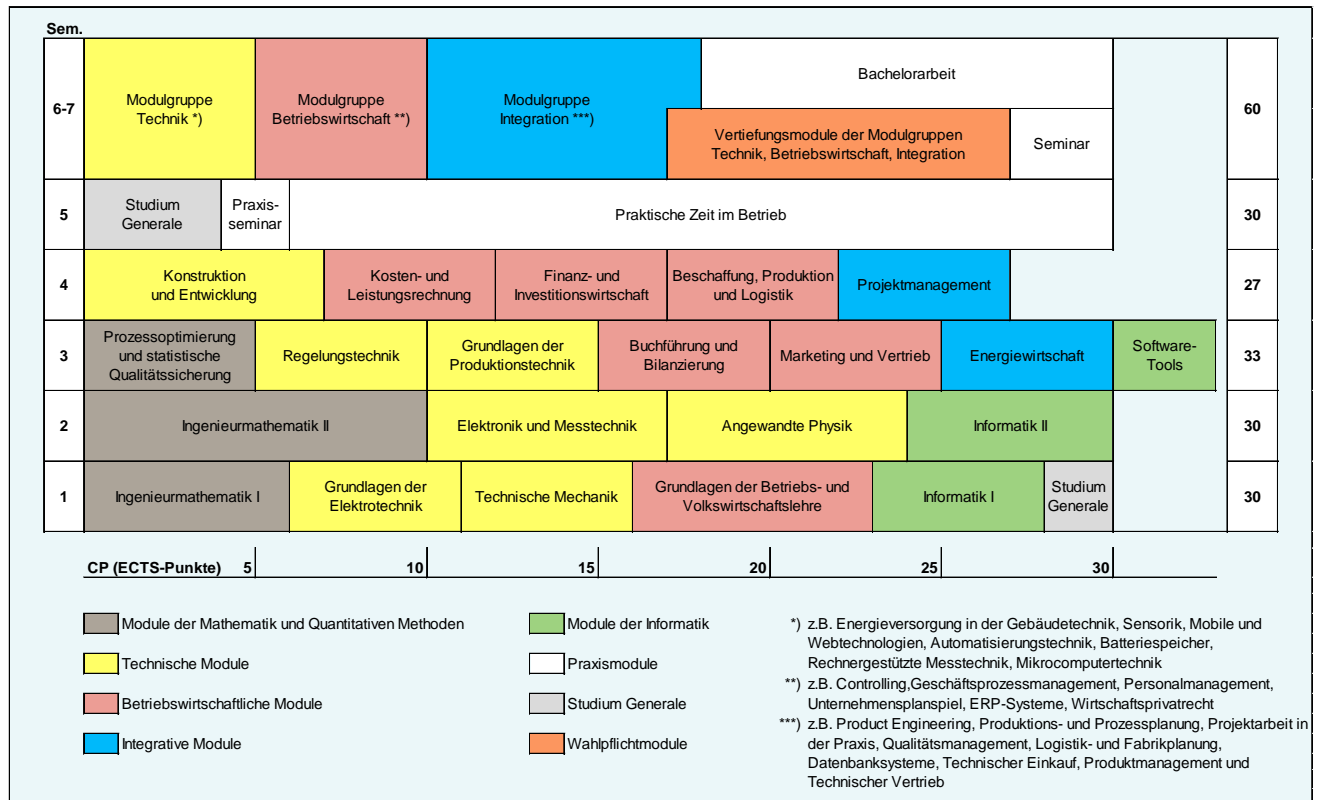 Sem.
6-7
Modulgruppe
Technik *)
Modulgruppe
Betriebswirtschaft **)
Modulgruppe
Integration ***)
Bachelorarbeit
Vertiefungsmodule der Modulgruppen
Technik, Betriebswirtschaft, Integration
Seminar
60
5
Studium
Generale
Praxis-
seminar
Praktische Zeit im Betrieb
30
4
Konstruktion
und Entwicklung
Kosten- und
Leistungsrechnung
Finanz- und
Investitionswirtschaft
Beschaffung, Produktion
und Logistik
Projektmanagement
27
3
Prozessoptimierung
und statistische
Qualitätssicherung
Regelungstechnik
Grundlagen der
Produktionstechnik
Buchführung und
Bilanzierung
Marketing und Vertrieb
Energiewirtschaft
Software-
Tools
33
2
Ingenieurmathematik II
Elektronik und Messtechnik
Angewandte Physik
Informatik II
30
1
Ingenieurmathematik I
Grundlagen der
Elektrotechnik
Technische Mechanik
Grundlagen der Betriebs- und
Volkswirtschaftslehre
Informatik I
Studium
Generale
30
CP (ECTS-Punkte) 5 10 15 20 25 30
Module der Mathematik und Quantitativen Methoden
Technische Module
Betriebswirtschaftliche Module
Integrative Module
Module der Informatik
Praxismodule
Studium Generale
Wahlpflichtmodule
*) z.B. Energieversorgung in der Gebäudetechnik, Sensorik, Mobile und
Webtechnologien, Automatisierungstechnik, Batteriespeicher,
Rechnergestützte Messtechnik, Mikrocomputertechnik
**) z.B. Controlling,Geschäftsprozessmanagement, Personalmanagement,
Unternehmensplanspiel, ERP-Systeme, Wirtschaftsprivatrecht
***) z.B. Product Engineering, Produktions- und Prozessplanung, Projektarbeit in
der Praxis, Qualitätsmanagement, Logistik- und Fabrikplanung,
Datenbanksysteme, Technischer Einkauf, Produktmanagement und
Technischer Vertrieb